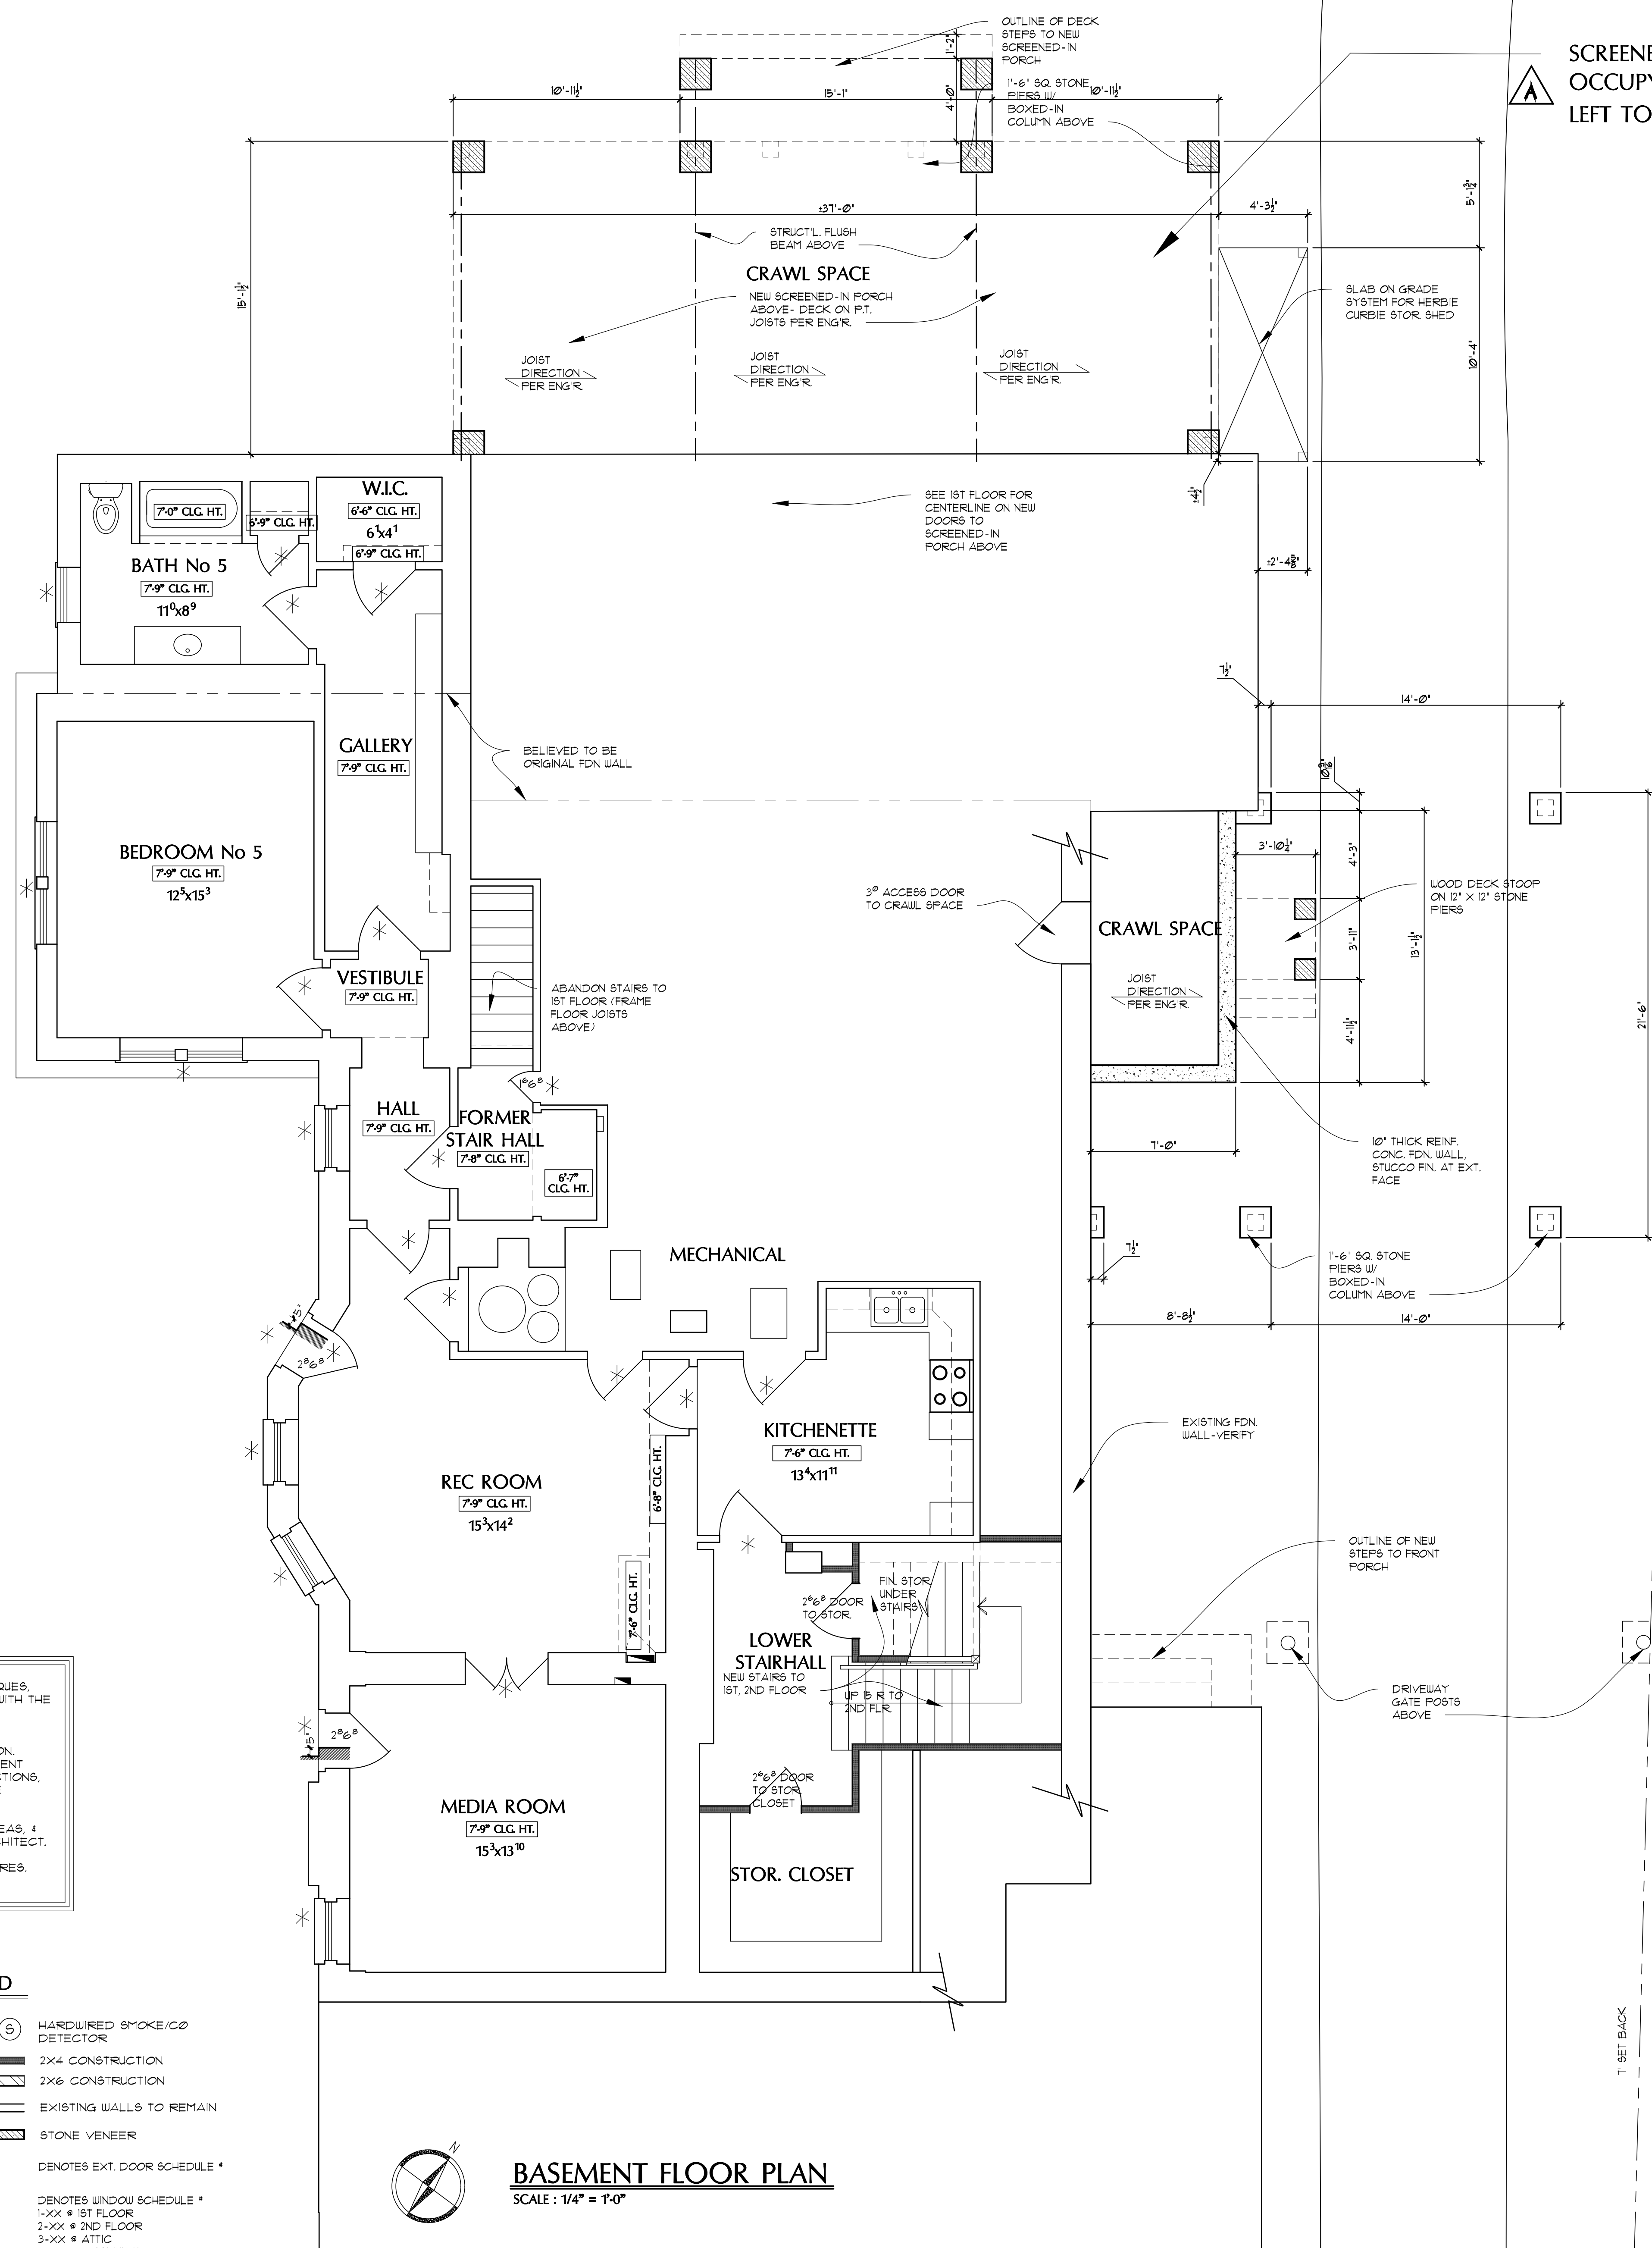 OUTLINE OF DECK
STEPS TO NEW
SCREENED-IN
PORCH
1'-6" SQ. STONE
PIERS W/
BOXED-IN
COLUMN ABOVE
SCREENE
OCCUPY
LEFT TO
A
1'-2"
4'-0"
10'-11½"
15'-1"
10'-11½"
15'-1½"
±37'-0"
4'-3½"
5'-1¾"
10'-4"
STRUCT'L. FLUSH
BEAM ABOVE
CRAWL SPACE
NEW SCREENED-IN PORCH
ABOVE- DECK ON P.T.
JOISTS PER ENG'R.
JOIST
DIRECTION
PER ENG'R.
JOIST
DIRECTION
PER ENG'R.
JOIST
DIRECTION
PER ENG'R.
SLAB ON GRADE
SYSTEM FOR HERBIE
CURBIE STOR. SHED
±4½"
±2'-4⅝"
SEE 1ST FLOOR FOR
CENTERLINE ON NEW
DOORS TO
SCREENED-IN
PORCH ABOVE
W.I.C.
6'-6" CLG. HT.
6¹x4¹
6'-9" CLG. HT.
7'-0" CLG. HT.
6'-9" CLG. HT.
BATH No 5
7'-9" CLG. HT.
11⁰x8⁹
GALLERY
7'-9" CLG. HT.
BELIEVED TO BE
ORIGINAL FDN WALL
BEDROOM No 5
7'-9" CLG. HT.
12⁵x15³
VESTIBULE
7'-9" CLG. HT.
ABANDON STAIRS TO
1ST FLOOR (FRAME
FLOOR JOISTS
ABOVE)
1⁶6⁸
HALL
7'-9" CLG. HT.
FORMER
STAIR HALL
7'-8" CLG. HT.
6'-7"
CLG. HT.
3⁰ ACCESS DOOR
TO CRAWL SPACE
CRAWL SPACE
JOIST
DIRECTION
PER ENG'R.
7½"
14'-0"
10 9/16"
3'-10¼"
4'-3"
3'-11"
4'-11½"
13'-1½"
21'-6"
WOOD DECK STOOP
ON 12" X 12" STONE
PIERS
10" THICK REINF.
CONC. FDN. WALL,
STUCCO FIN. AT EXT.
FACE
7'-0"
7½"
8'-8½"
14'-0"
1'-6" SQ. STONE
PIERS W/
BOXED-IN
COLUMN ABOVE
MECHANICAL
KITCHENETTE
7'-6" CLG. HT.
13⁴x11¹¹
EXISTING FDN.
WALL-VERIFY
REC ROOM
7'-9" CLG. HT.
15³x14²
6'-8" CLG. HT.
7'-6" CLG. HT.
2⁸6⁸
OUTLINE OF NEW
STEPS TO FRONT
PORCH
FIN. STOR.
UNDER
STAIRS
2⁶6⁸ DOOR
TO STOR.
LOWER
STAIRHALL
NEW STAIRS TO
1ST, 2ND FLOOR
UP 15 R TO
2ND FLR.
2⁶6⁸ DOOR
TO STOR.
CLOSET
STOR. CLOSET
DRIVEWAY
GATE POSTS
ABOVE
2⁸6⁸
MEDIA ROOM
7'-9" CLG. HT.
15³x13¹⁰
QUES,
WITH THE
ON.
ENT
CTIONS,
EAS, &
CHITECT.
RES.
D
S
HARDWIRED SMOKE/CO
DETECTOR
2X4 CONSTRUCTION
2X6 CONSTRUCTION
EXISTING WALLS TO REMAIN
STONE VENEER
DENOTES EXT. DOOR SCHEDULE #
DENOTES WINDOW SCHEDULE #
1-XX @ 1ST FLOOR
2-XX @ 2ND FLOOR
3-XX @ ATTIC
N
BASEMENT FLOOR PLAN
SCALE : 1/4" = 1'-0"
7' SET BACK